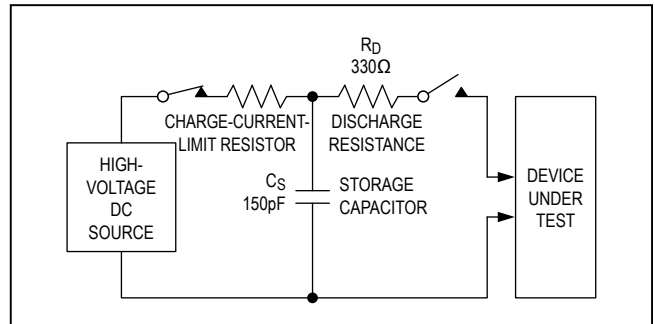 R_D
330Ω
CHARGE-CURRENT-
LIMIT RESISTOR
DISCHARGE
RESISTANCE
HIGH-
VOLTAGE
DC
SOURCE
C_S
150pF
STORAGE
CAPACITOR
DEVICE
UNDER
TEST